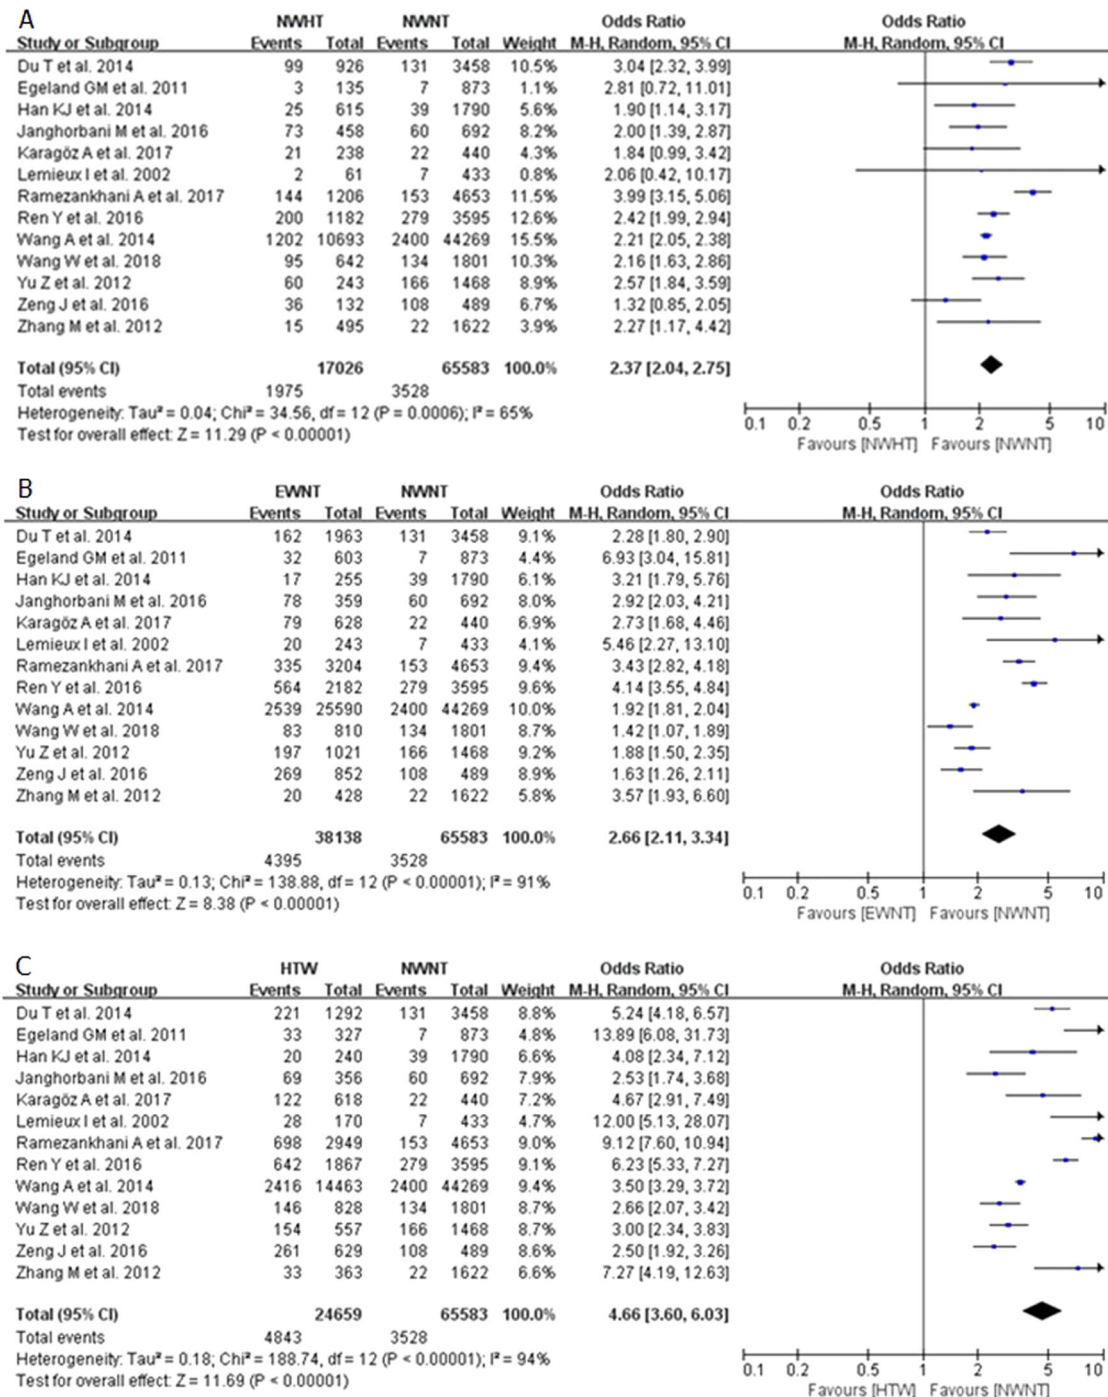 A
NWHT NWNT Odds Ratio Odds Ratio
Study or Subgroup Events Total Events Total Weight M-H, Random, 95% CI M-H, Random, 95% CI
Du T et al. 2014 99 926 131 3458 10.5% 3.04 [2.32, 3.99]
Egeland GM et al. 2011 3 135 7 873 1.1% 2.81 [0.72, 11.01]
Han KJ et al. 2014 25 615 39 1790 5.6% 1.90 [1.14, 3.17]
Janghorbani M et al. 2016 73 458 60 692 8.2% 2.00 [1.39, 2.87]
Karagöz A et al. 2017 21 238 22 440 4.3% 1.84 [0.99, 3.42]
Lemieux I et al. 2002 2 61 7 433 0.8% 2.06 [0.42, 10.17]
Ramezankhani A et al. 2017 144 1206 153 4653 11.5% 3.99 [3.15, 5.06]
Ren Y et al. 2016 200 1182 279 3595 12.6% 2.42 [1.99, 2.94]
Wang A et al. 2014 1202 10693 2400 44269 15.5% 2.21 [2.05, 2.38]
Wang W et al. 2018 95 642 134 1801 10.3% 2.16 [1.63, 2.86]
Yu Z et al. 2012 60 243 166 1468 8.9% 2.57 [1.84, 3.59]
Zeng J et al. 2016 36 132 108 489 6.7% 1.32 [0.85, 2.05]
Zhang M et al. 2012 15 495 22 1622 3.9% 2.27 [1.17, 4.42]
Total (95% CI) 17026 65583 100.0% 2.37 [2.04, 2.75]
Total events 1975 3528
Heterogeneity: Tau² = 0.04; Chi² = 34.56, df = 12 (P = 0.0006); I² = 65%
Test for overall effect: Z = 11.29 (P < 0.00001)
0.1 0.2 0.5 1 2 5 10
Favours [NWHT] Favours [NWNT]
B
EWNT NWNT Odds Ratio Odds Ratio
Study or Subgroup Events Total Events Total Weight M-H, Random, 95% CI M-H, Random, 95% CI
Du T et al. 2014 162 1963 131 3458 9.1% 2.28 [1.80, 2.90]
Egeland GM et al. 2011 32 603 7 873 4.4% 6.93 [3.04, 15.81]
Han KJ et al. 2014 17 255 39 1790 6.1% 3.21 [1.79, 5.76]
Janghorbani M et al. 2016 78 359 60 692 8.0% 2.92 [2.03, 4.21]
Karagöz A et al. 2017 79 628 22 440 6.9% 2.73 [1.68, 4.46]
Lemieux I et al. 2002 20 243 7 433 4.1% 5.46 [2.27, 13.10]
Ramezankhani A et al. 2017 335 3204 153 4653 9.4% 3.43 [2.82, 4.18]
Ren Y et al. 2016 564 2182 279 3595 9.6% 4.14 [3.55, 4.84]
Wang A et al. 2014 2539 25590 2400 44269 10.0% 1.92 [1.81, 2.04]
Wang W et al. 2018 83 810 134 1801 8.7% 1.42 [1.07, 1.89]
Yu Z et al. 2012 197 1021 166 1468 9.2% 1.88 [1.50, 2.35]
Zeng J et al. 2016 269 852 108 489 8.9% 1.63 [1.26, 2.11]
Zhang M et al. 2012 20 428 22 1622 5.8% 3.57 [1.93, 6.60]
Total (95% CI) 38138 65583 100.0% 2.66 [2.11, 3.34]
Total events 4395 3528
Heterogeneity: Tau² = 0.13; Chi² = 138.88, df = 12 (P < 0.00001); I² = 91%
Test for overall effect: Z = 8.38 (P < 0.00001)
0.1 0.2 0.5 1 2 5 10
Favours [EWNT] Favours [NWNT]
C
HTW NWNT Odds Ratio Odds Ratio
Study or Subgroup Events Total Events Total Weight M-H, Random, 95% CI M-H, Random, 95% CI
Du T et al. 2014 221 1292 131 3458 8.8% 5.24 [4.18, 6.57]
Egeland GM et al. 2011 33 327 7 873 4.8% 13.89 [6.08, 31.73]
Han KJ et al. 2014 20 240 39 1790 6.6% 4.08 [2.34, 7.12]
Janghorbani M et al. 2016 69 356 60 692 7.9% 2.53 [1.74, 3.68]
Karagöz A et al. 2017 122 618 22 440 7.2% 4.67 [2.91, 7.49]
Lemieux I et al. 2002 28 170 7 433 4.7% 12.00 [5.13, 28.07]
Ramezankhani A et al. 2017 698 2949 153 4653 9.0% 9.12 [7.60, 10.94]
Ren Y et al. 2016 642 1867 279 3595 9.1% 6.23 [5.33, 7.27]
Wang A et al. 2014 2416 14463 2400 44269 9.4% 3.50 [3.29, 3.72]
Wang W et al. 2018 146 828 134 1801 8.7% 2.66 [2.07, 3.42]
Yu Z et al. 2012 154 557 166 1468 8.7% 3.00 [2.34, 3.83]
Zeng J et al. 2016 261 629 108 489 8.6% 2.50 [1.92, 3.26]
Zhang M et al. 2012 33 363 22 1622 6.6% 7.27 [4.19, 12.63]
Total (95% CI) 24659 65583 100.0% 4.66 [3.60, 6.03]
Total events 4843 3528
Heterogeneity: Tau² = 0.18; Chi² = 188.74, df = 12 (P < 0.00001); I² = 94%
Test for overall effect: Z = 11.69 (P < 0.00001)
0.1 0.2 0.5 1 2 5 10
Favours [HTW] Favours [NWNT]